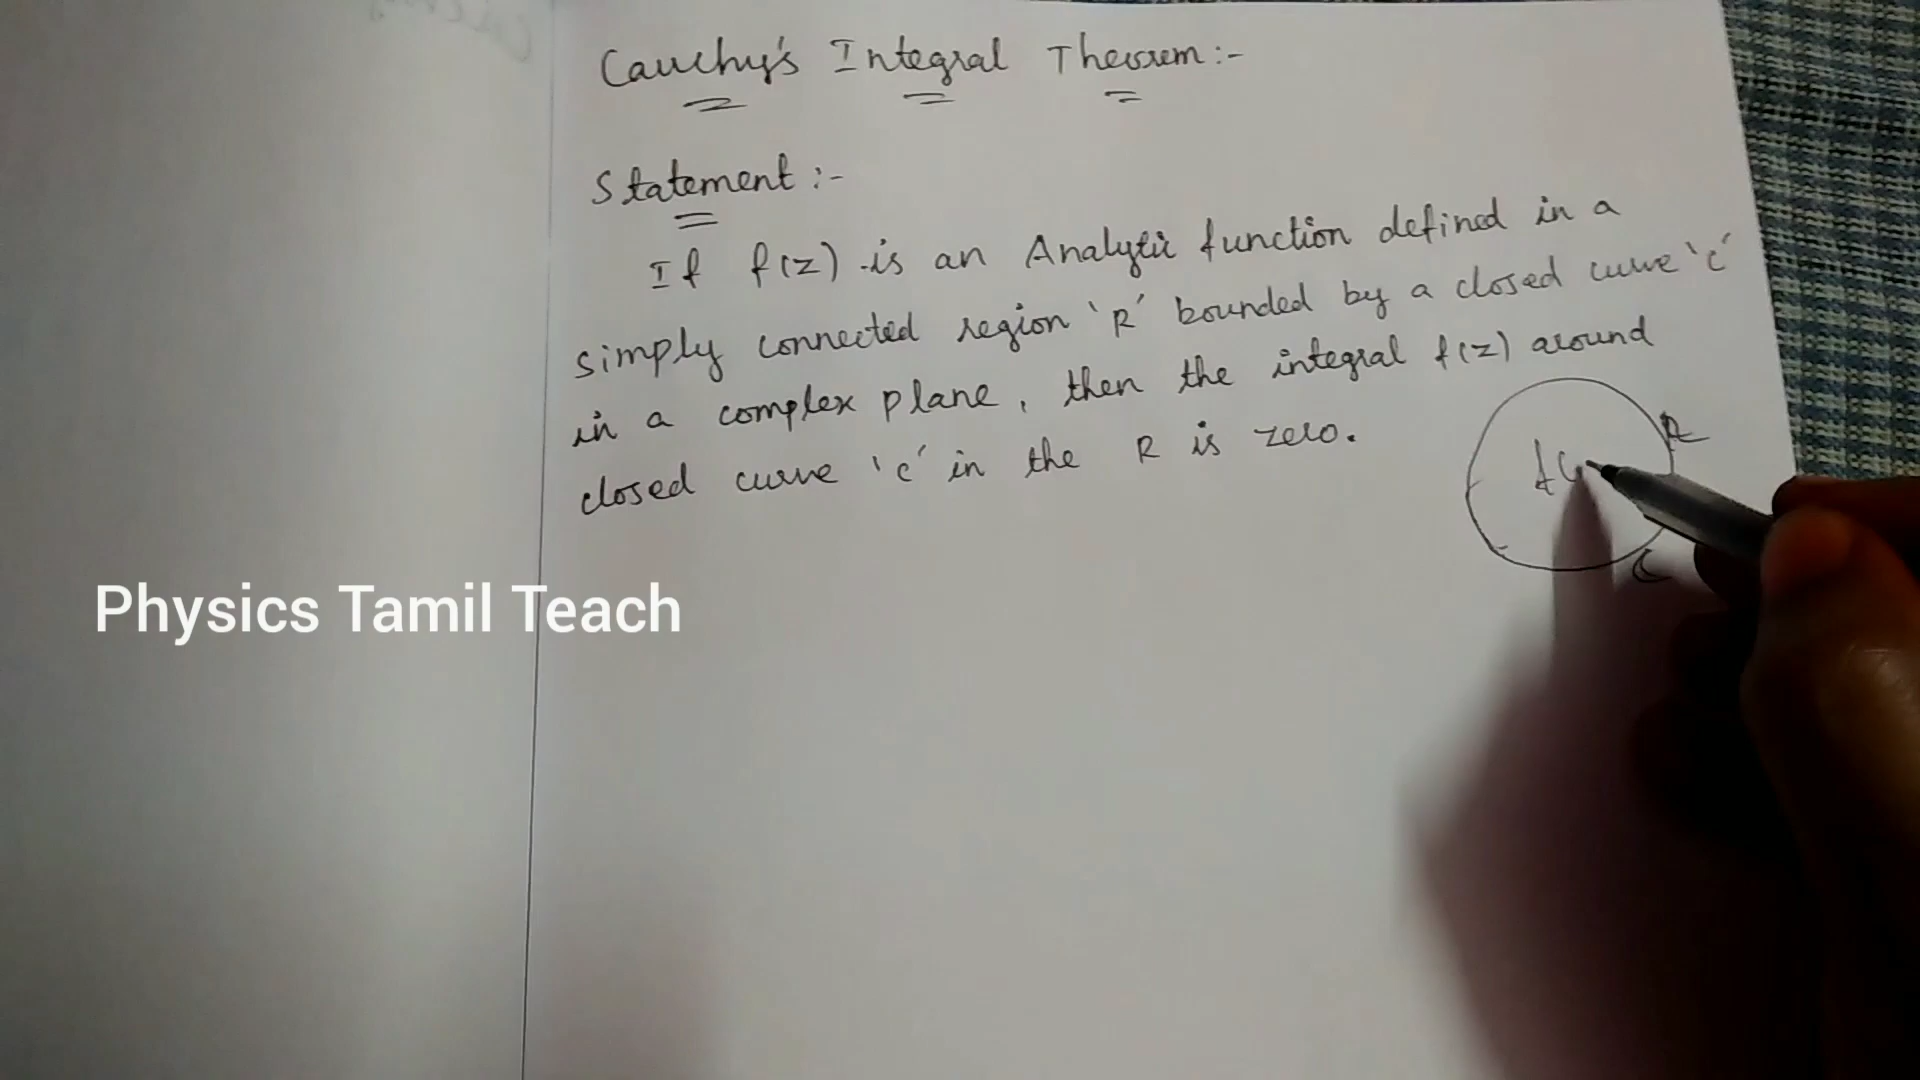 Cauchy's Integral Theorem :-
Statement :-
If f(z) is an Analytic function defined in a
simply connected region 'R' bounded by a closed curve 'c'
in a complex plane, then the integral f(z) around
closed curve 'c' in the R is zero.
R
f(
C
Physics Tamil Teach